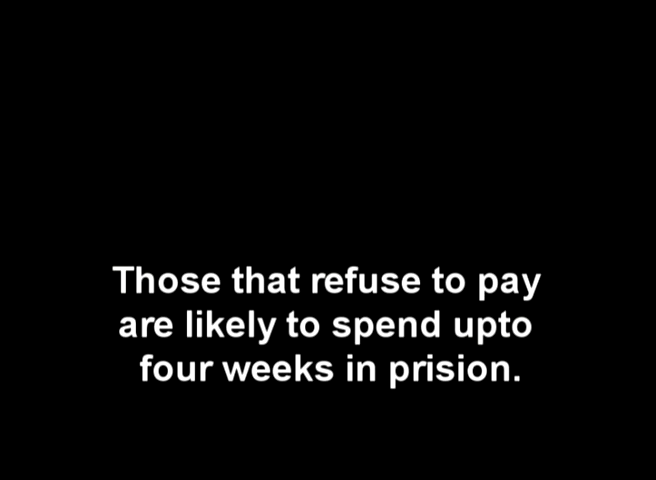 Those that refuse to pay
are likely to spend upto
four weeks in prision.